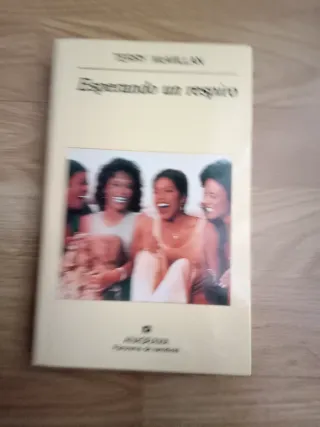 TERRY McMILLAN
Esperando un respiro
ANAGRAMA
Panorama de narrativas